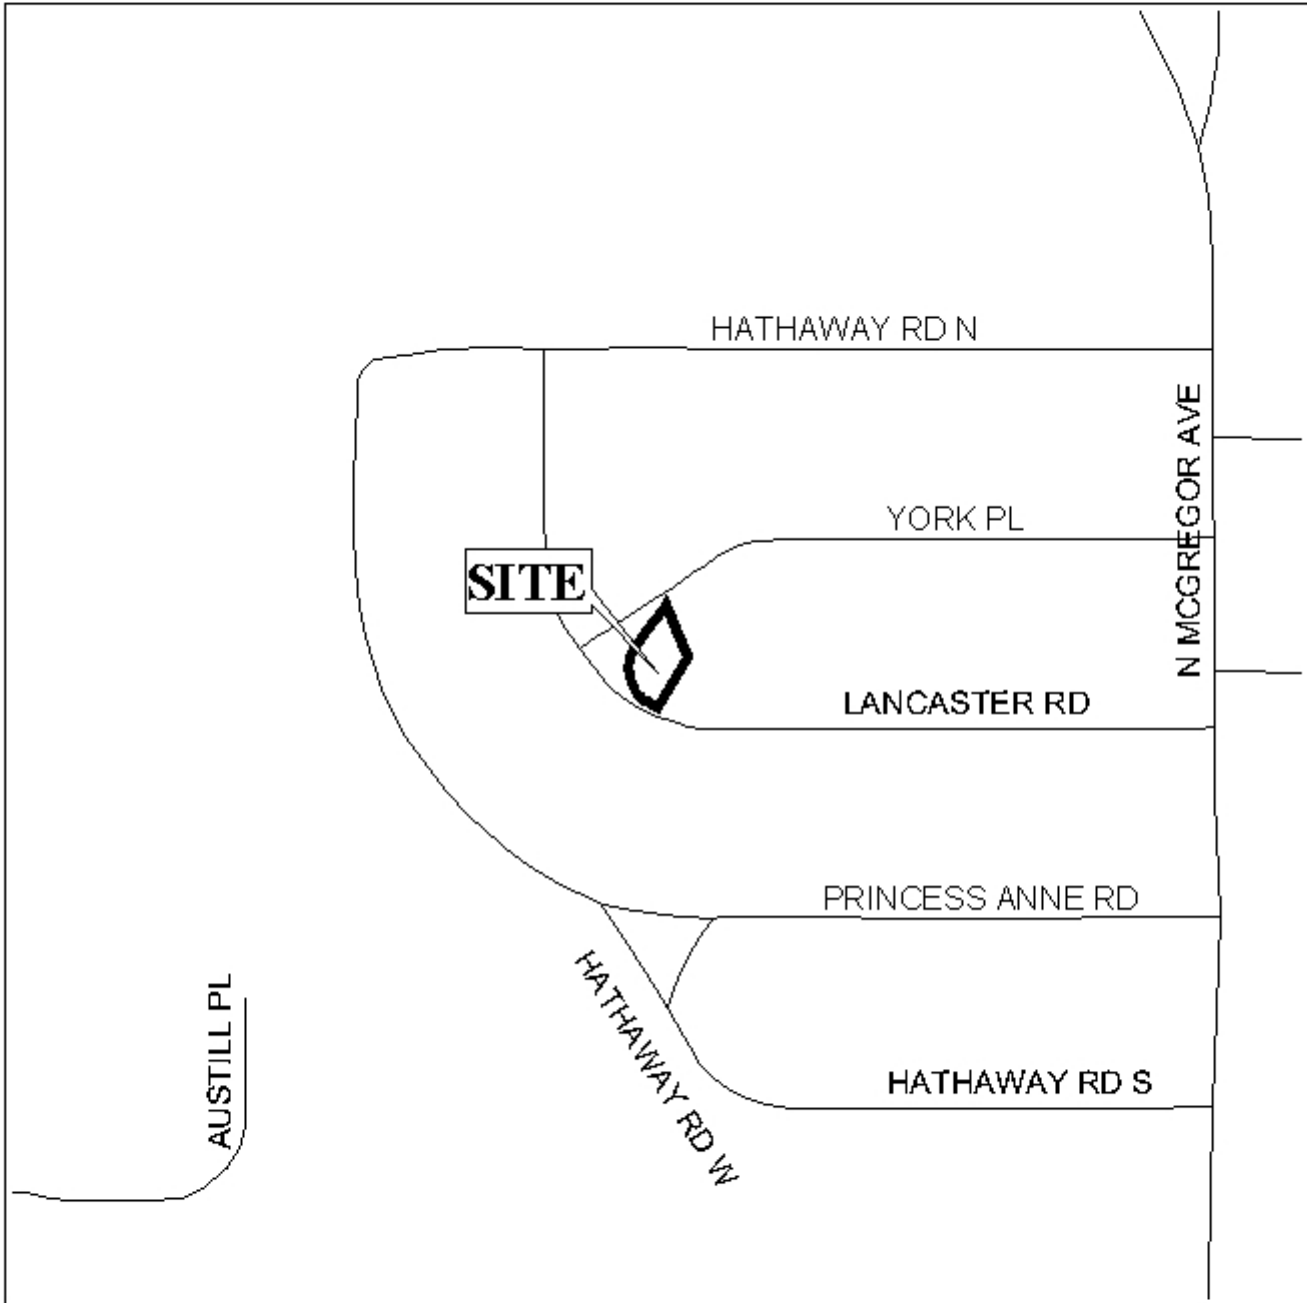 HATHAWAY RD N
N MCGREGOR AVE
YORK PL
SITE
LANCASTER RD
PRINCESS ANNE RD
HATHAWAY RD W
AUSTILL PL
HATHAWAY RD S